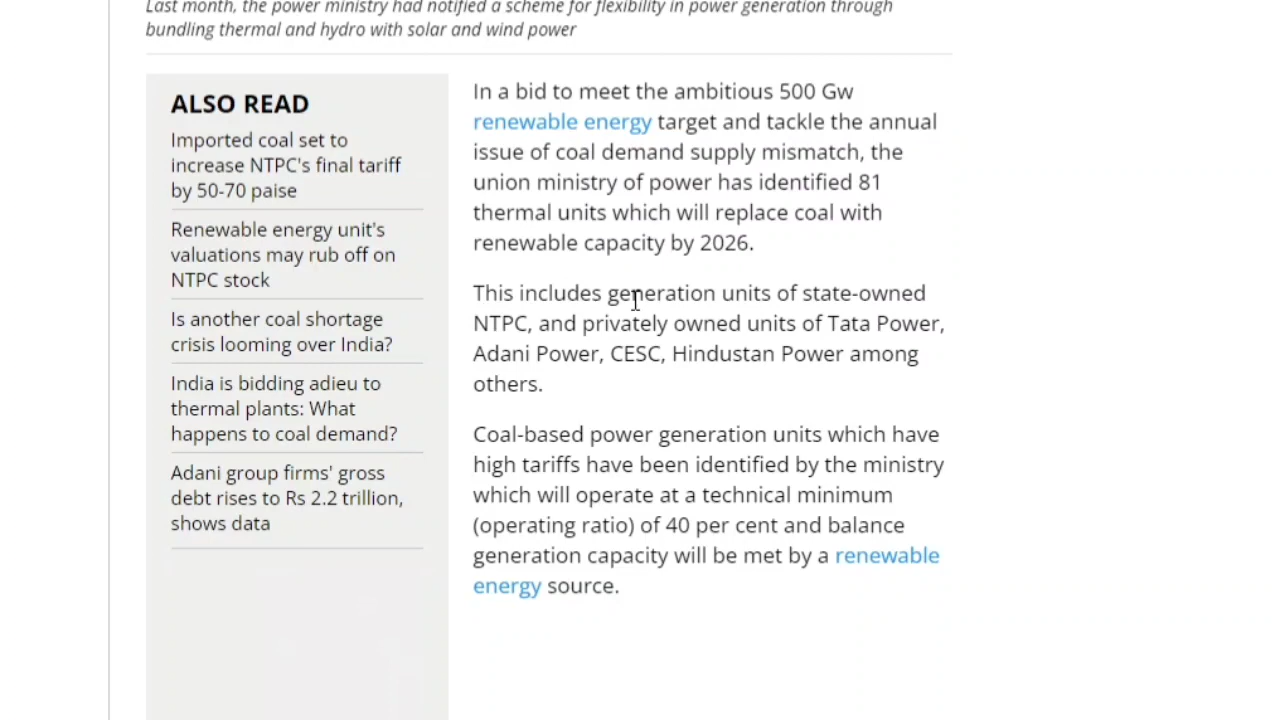 Last month, the power ministry had notified a scheme for flexibility in power generation through
bundling thermal and hydro with solar and wind power
ALSO READ
Imported coal set to
increase NTPC's final tariff
by 50-70 paise
Renewable energy unit's
valuations may rub off on
NTPC stock
Is another coal shortage
crisis looming over India?
India is bidding adieu to
thermal plants: What
happens to coal demand?
Adani group firms' gross
debt rises to Rs 2.2 trillion,
shows data
In a bid to meet the ambitious 500 Gw
renewable energy target and tackle the annual
issue of coal demand supply mismatch, the
union ministry of power has identified 81
thermal units which will replace coal with
renewable capacity by 2026.
This includes generation units of state-owned
NTPC, and privately owned units of Tata Power,
Adani Power, CESC, Hindustan Power among
others.
Coal-based power generation units which have
high tariffs have been identified by the ministry
which will operate at a technical minimum
(operating ratio) of 40 per cent and balance
generation capacity will be met by a renewable
energy source.